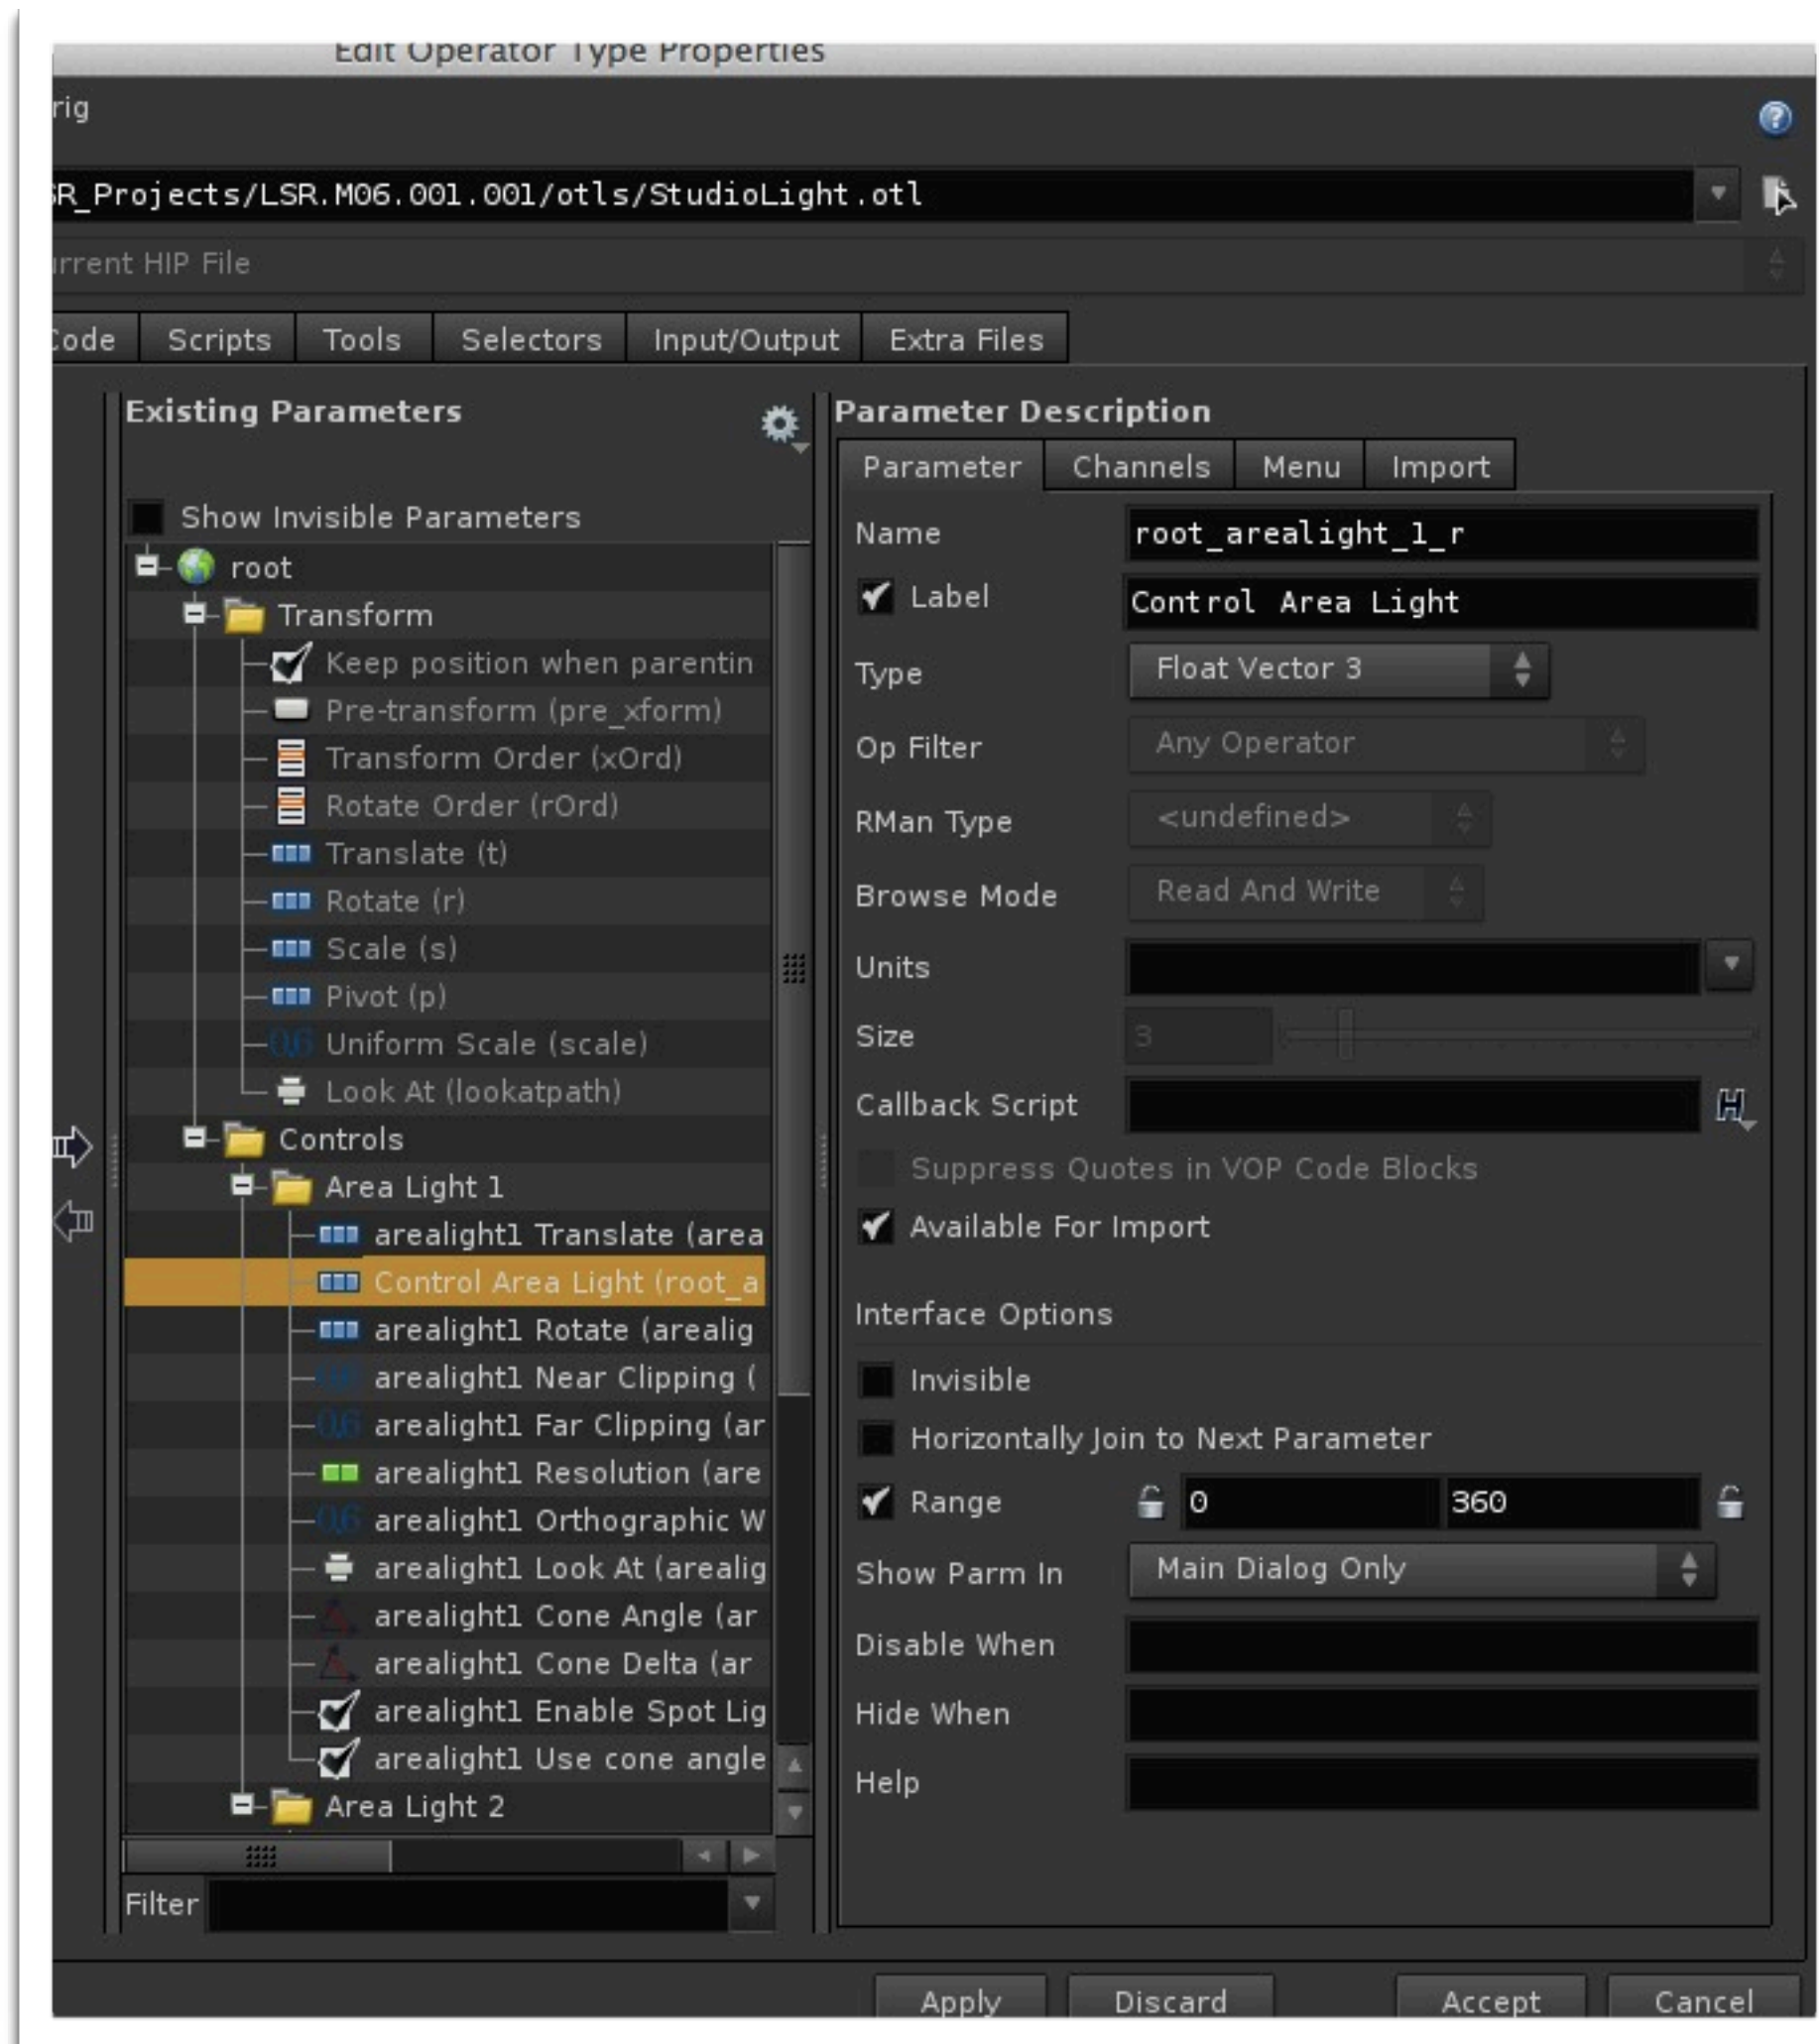 Edit Operator Type Properties
rig
SR_Projects/LSR.M06.001.001/otls/StudioLight.otl
urrent HIP File
Code Scripts Tools Selectors Input/Output Extra Files
Existing Parameters
Show Invisible Parameters
root
Transform
Keep position when parentin
Pre-transform (pre_xform)
Transform Order (xOrd)
Rotate Order (rOrd)
Translate (t)
Rotate (r)
Scale (s)
Pivot (p)
Uniform Scale (scale)
Look At (lookatpath)
Controls
Area Light 1
arealight1 Translate (area
Control Area Light (root_a
arealight1 Rotate (arealig
arealight1 Near Clipping (
arealight1 Far Clipping (ar
arealight1 Resolution (are
arealight1 Orthographic W
arealight1 Look At (arealig
arealight1 Cone Angle (ar
arealight1 Cone Delta (ar
arealight1 Enable Spot Lig
arealight1 Use cone angle
Area Light 2
Filter
Parameter Description
Parameter Channels Menu Import
Name root_arealight_1_r
Label Control Area Light
Type Float Vector 3
Op Filter Any Operator
RMan Type <undefined>
Browse Mode Read And Write
Units
Size 3
Callback Script
Suppress Quotes in VOP Code Blocks
Available For Import
Interface Options
Invisible
Horizontally Join to Next Parameter
Range 0 360
Show Parm In Main Dialog Only
Disable When
Hide When
Help
Apply Discard Accept Cancel